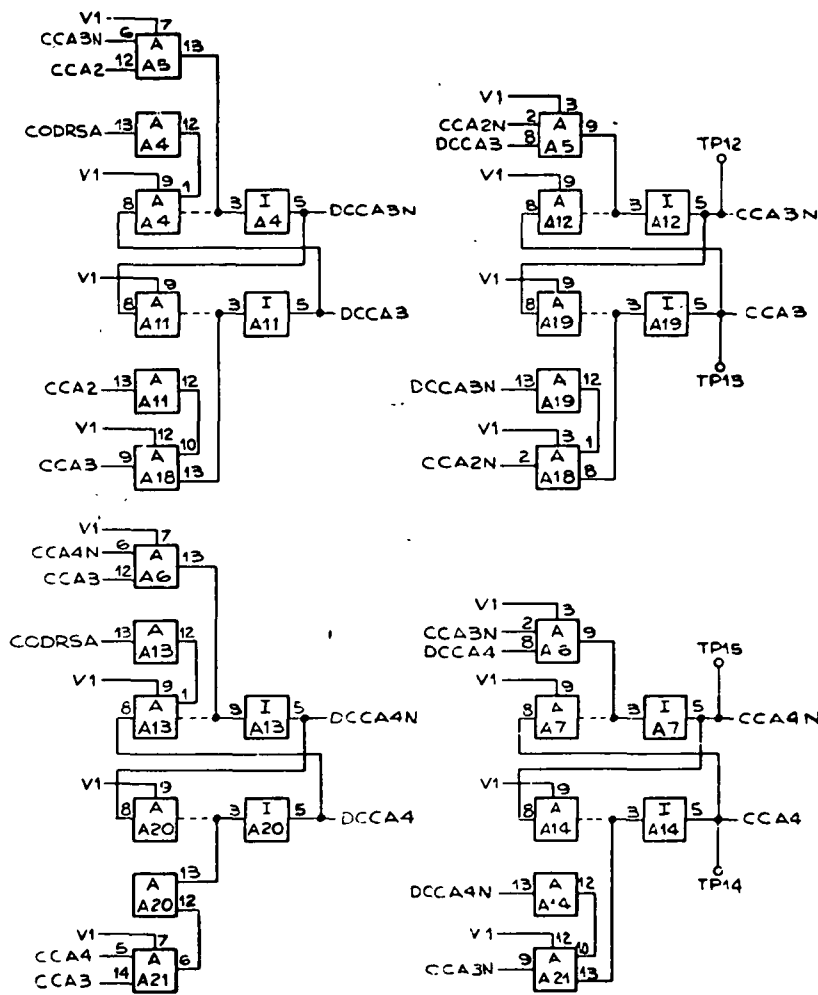 V1 7
CCA3N 6 A 13
CCA2 12 A5
CODRSA 13 A 12
A4
V1 9 1
8 A 3 I 5 DCCA3N
A4 A4
V1 9
8 A 3 I 5 DCCA3
A11 A11
CCA2 13 A 12
A11
V1 12 10
CCA3 9 A 13
A18
V1 3
CCA2N 2 A 9
DCCA3 8 A5
TP12
V1 9
8 A 3 I 5 CCA3N
A12 A12
V1 9
8 A 3 I 5 CCA3
A19 A19
TP13
DCCA3N 13 A 12
A19
V1 3 1
CCA2N 2 A 8
A18
V1 7
CCA4N 6 A 13
CCA3 12 A6
CODRSA 13 A 12
A13
V1 9 1
8 A 9 I 5 DCCA4N
A13 A13
V1 9
8 A 3 I 5 DCCA4
A20 A20
A 13
A20 12
V1 7
CCA4 5 A 6
CCA3 14 A21
V1 3
CCA3N 2 A 9
DCCA4 8 A6
TP15
V1 9
8 A 3 I 5 CCA4N
A7 A7
V1 9
8 A 3 I 5 CCA4
A14 A14
TP14
DCCA4N 13 A 12
A14
V1 12 10
CCA3N 9 A 13
A21